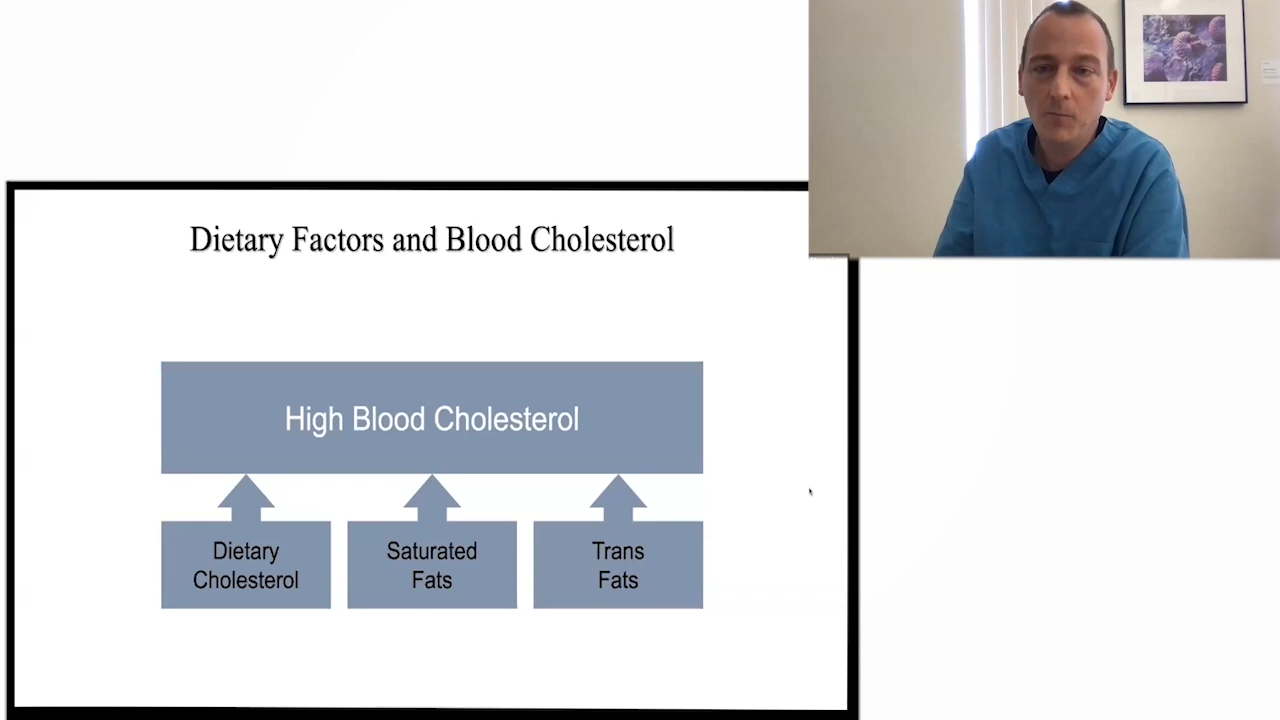 Dietary Factors and Blood Cholesterol
High Blood Cholesterol
Dietary
Cholesterol
Saturated
Fats
Trans
Fats